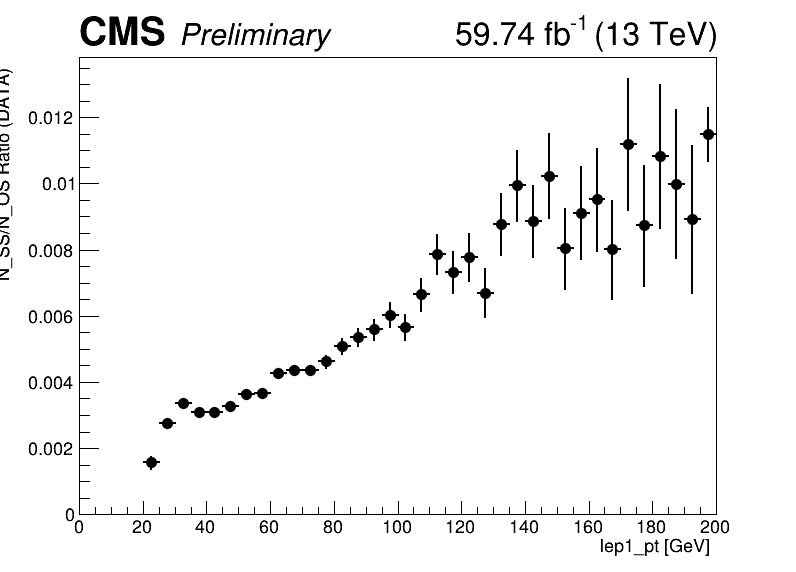 CMS Preliminary 59.74 fb-1 (13 TeV)
N_SS/N_OS Ratio (DATA)
0.012
0.01
0.008
0.006
0.004
0.002
0
0 20 40 60 80 100 120 140 160 180 200
lep1_pt [GeV]